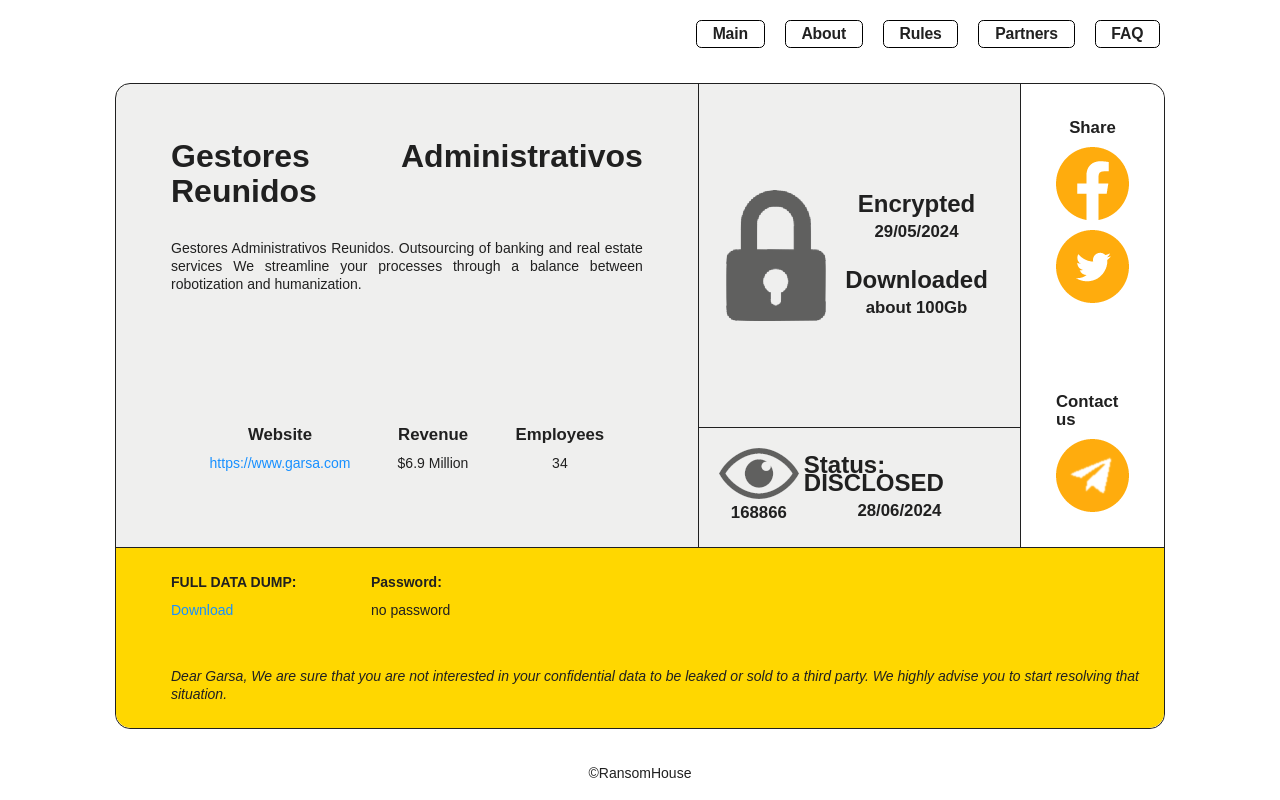 Main About Rules Partners FAQ
Gestores Administrativos
Reunidos
Gestores Administrativos Reunidos. Outsourcing of banking and real estate
services We streamline your processes through a balance between
robotization and humanization.
Website Revenue Employees
https://www.garsa.com $6.9 Million 34
Encrypted
29/05/2024
Downloaded
about 100Gb
Status:
DISCLOSED
168866 28/06/2024
Share
Contact
us
FULL DATA DUMP: Password:
Download no password
Dear Garsa, We are sure that you are not interested in your confidential data to be leaked or sold to a third party. We highly advise you to start resolving that
situation.
©RansomHouse